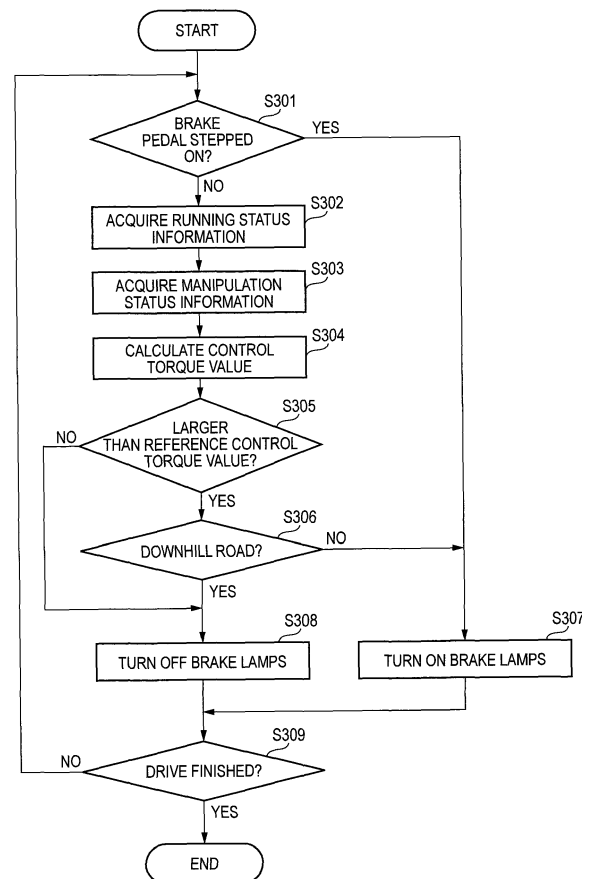 START
S301
BRAKE
PEDAL STEPPED
ON?
YES
NO
S302
ACQUIRE RUNNING STATUS
INFORMATION
S303
ACQUIRE MANIPULATION
STATUS INFORMATION
S304
CALCULATE CONTROL
TORQUE VALUE
S305
NO
LARGER
THAN REFERENCE CONTROL
TORQUE VALUE?
YES
S306
DOWNHILL ROAD?
NO
YES
S308
TURN OFF BRAKE LAMPS
S307
TURN ON BRAKE LAMPS
S309
NO
DRIVE FINISHED?
YES
END